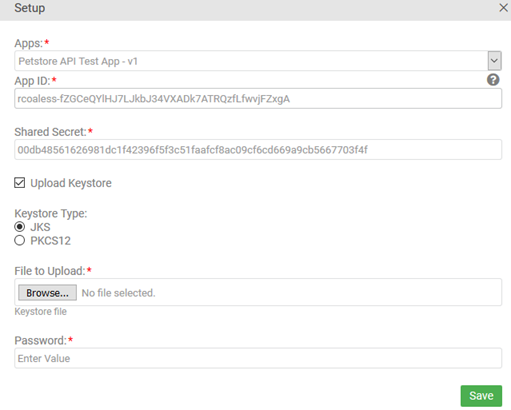 Setup
Apps:*
Petstore API Test App - v1
App ID:*
rcoaless-fZGCeQYlHJ7LJkbJ34VXADk7ATRQzfLfwvjFZxgA
Shared Secret:*
00db48561626981dc1f42396f5f3c51faafcf8ac09cf6cd669a9cb5667703f4f
Upload Keystore
Keystore Type:
JKS
PKCS12
File to Upload:*
Browse... No file selected.
Keystore file
Password:*
Enter Value
Save